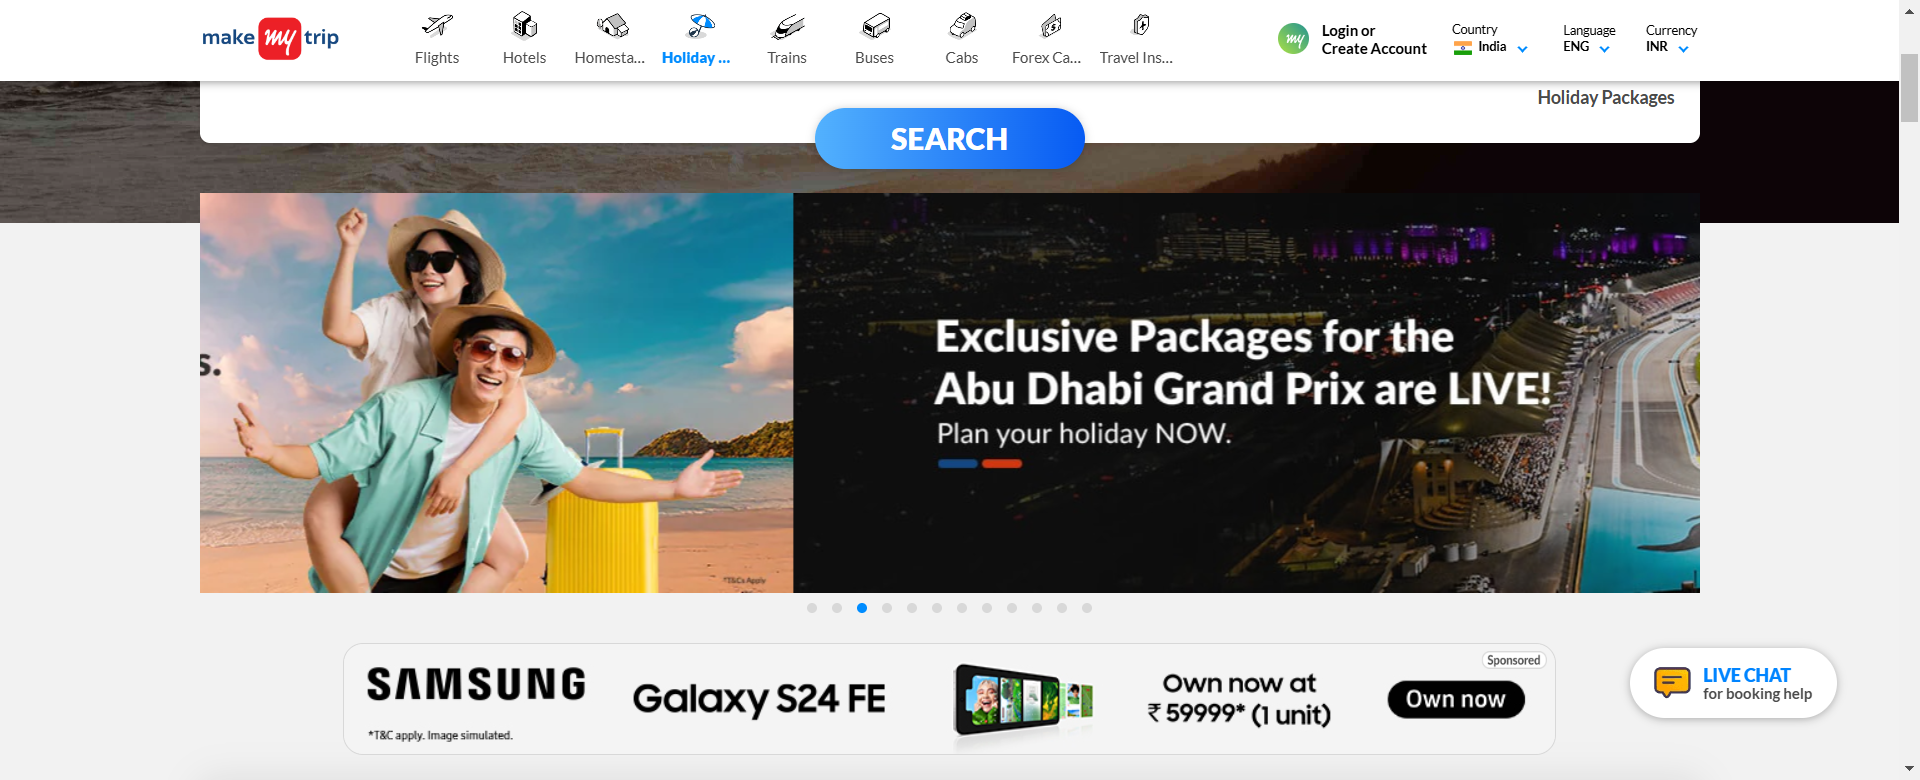 make my trip
Flights
Hotels
Homesta...
Holiday ...
Trains
Buses
Cabs
Forex Ca...
Travel Ins...
my
Login or
Create Account
Country
India
Language
ENG
Currency
INR
Holiday Packages
SEARCH
s.
*T&Cs Apply
Exclusive Packages for the
Abu Dhabi Grand Prix are LIVE!
Plan your holiday NOW.
Sponsored
SAMSUNG
*T&C apply. Image simulated.
Galaxy S24 FE
Own now at
₹ 59999* (1 unit)
Own now
LIVE CHAT
for booking help